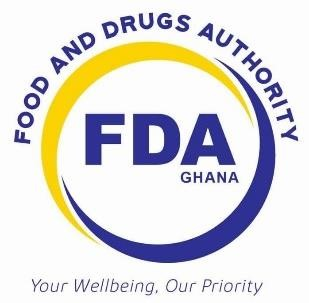 FOOD AND DRUGS AUTHORITY
FDA
GHANA
Your Wellbeing, Our Priority